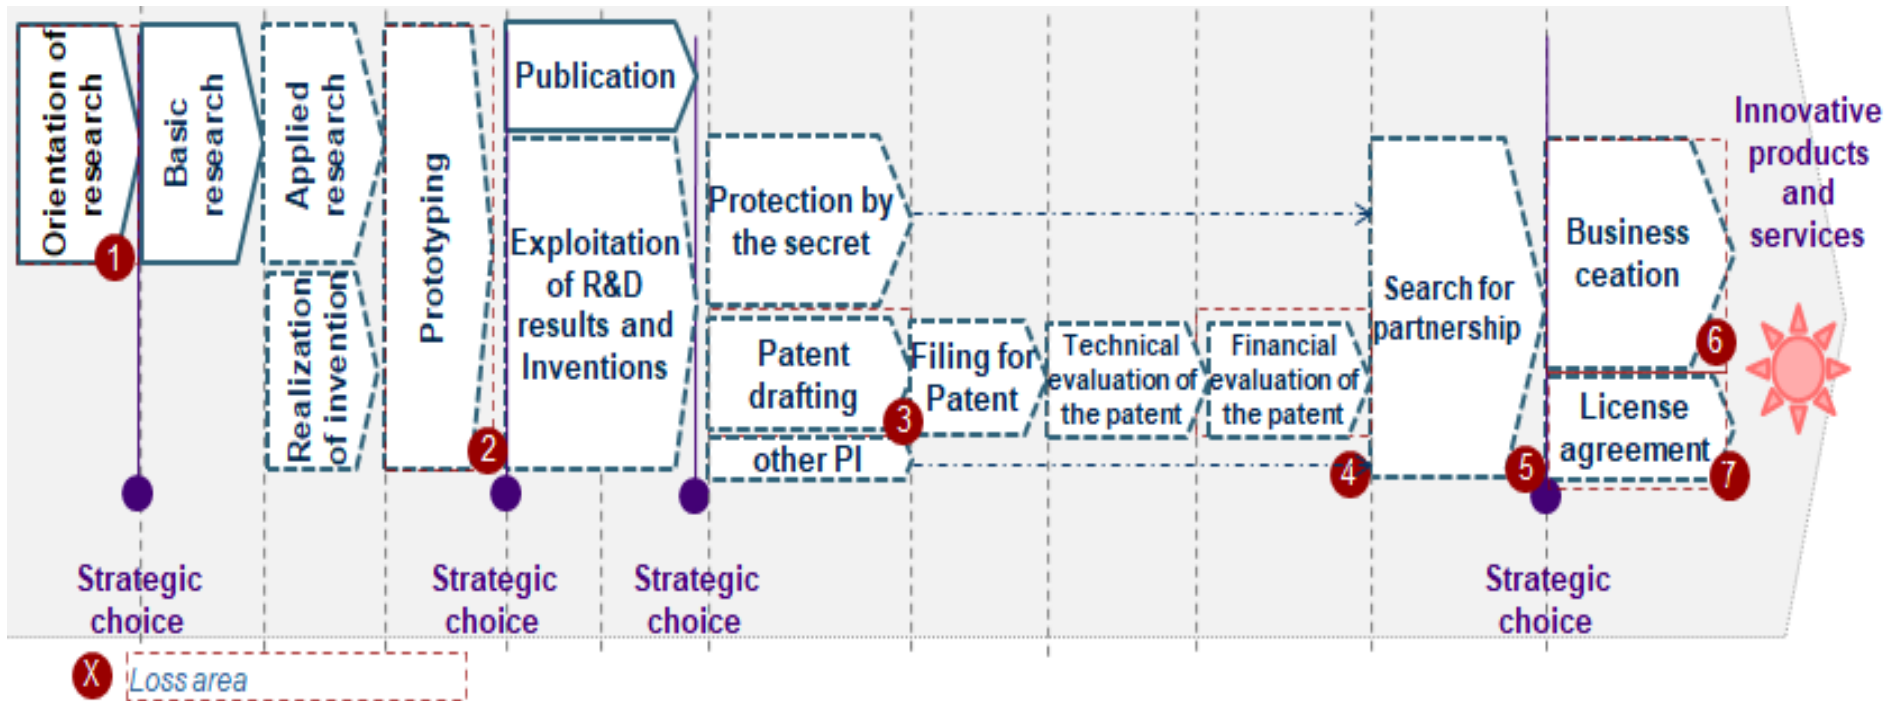 Orientation of
research
1
Basic
research
Applied
research
Realization
of invention
Prototyping
2
Publication
Exploitation
of R&D
results and
Inventions
Protection by
the secret
Patent
drafting
3
other PI
Filing for
Patent
Technical
evaluation of
the patent
Financial
evaluation of
the patent
4
Search for
partnership
5
Business
ceation
6
License
agreement
7
Innovative
products
and
services
Strategic
choice
Strategic
choice
Strategic
choice
Strategic
choice
X
Loss area